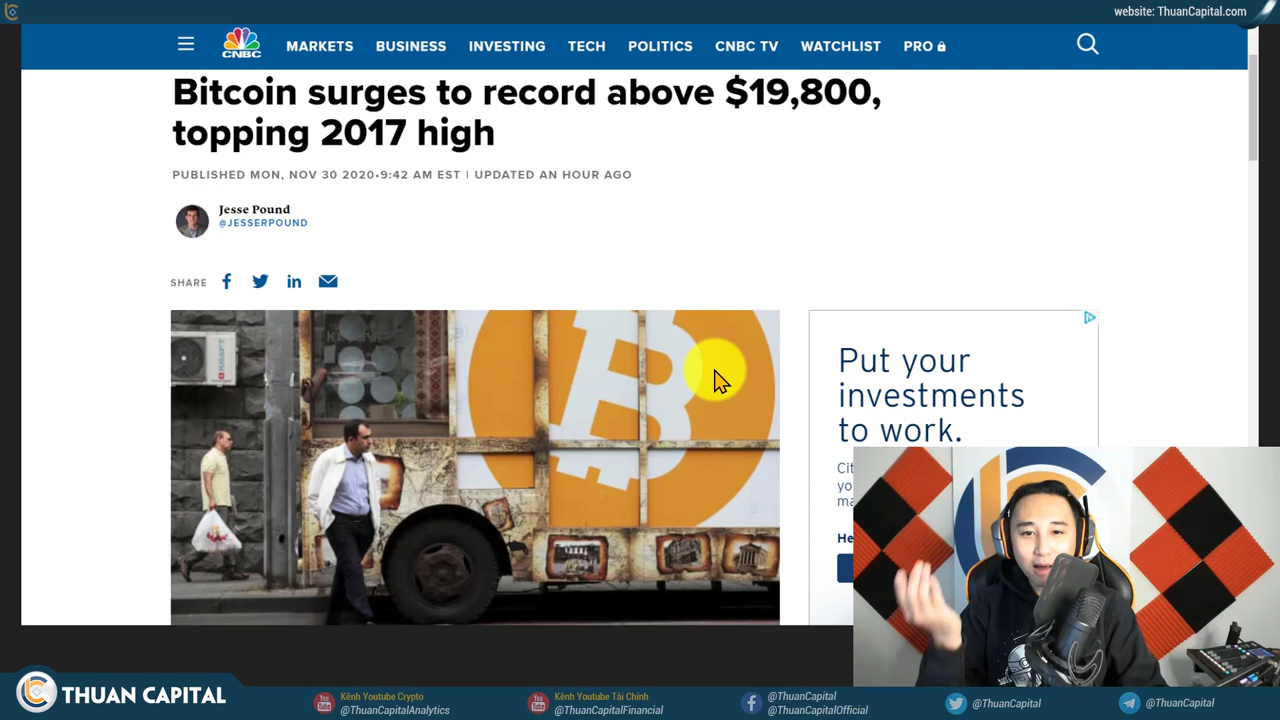 website: ThuanCapital.com
CNBC
MARKETS BUSINESS INVESTING TECH POLITICS CNBC TV WATCHLIST PRO
Bitcoin surges to record above $19,800,
topping 2017 high
PUBLISHED MON, NOV 30 2020•9:42 AM EST | UPDATED AN HOUR AGO
Jesse Pound
@JESSERPOUND
SHARE
KRAFT
Put your
investments
to work.
THUAN CAPITAL
Kênh Youtube Crypto
@ThuanCapitalAnalytics
Kênh Youtube Tài Chính
@ThuanCapitalFinancial
@ThuanCapital
@ThuanCapitalOfficial
@ThuanCapital
@ThuanCapital